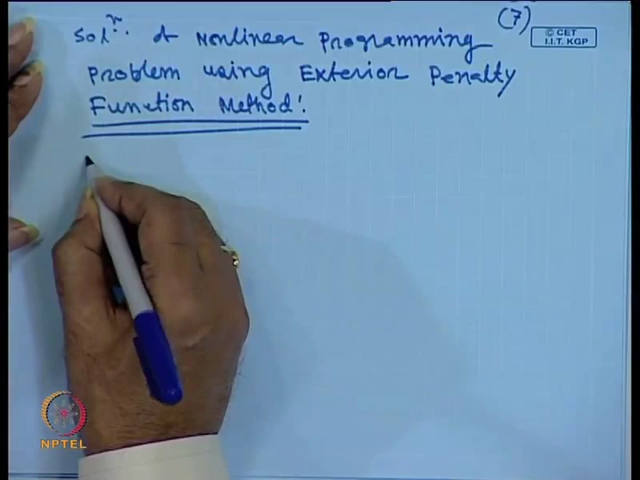 Solⁿ. of Nonlinear Programming
Problem using Exterior Penalty
Function Method:
(7)
© CET
I.I.T. KGP
NPTEL